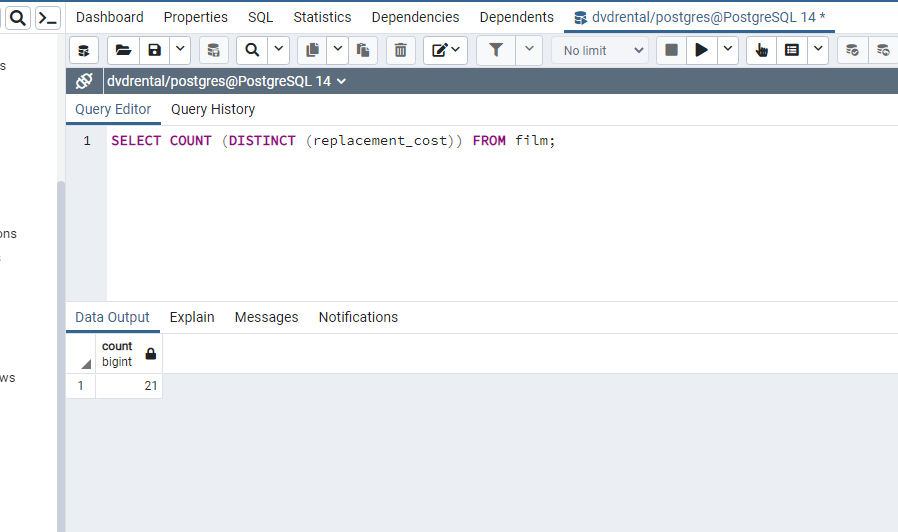 Dashboard Properties SQL Statistics Dependencies Dependents dvdrental/postgres@PostgreSQL 14 *
No limit
s
dvdrental/postgres@PostgreSQL 14
Query Editor Query History
1 SELECT COUNT (DISTINCT (replacement_cost)) FROM film;
ons
Data Output Explain Messages Notifications
count
bigint
ws
1 21